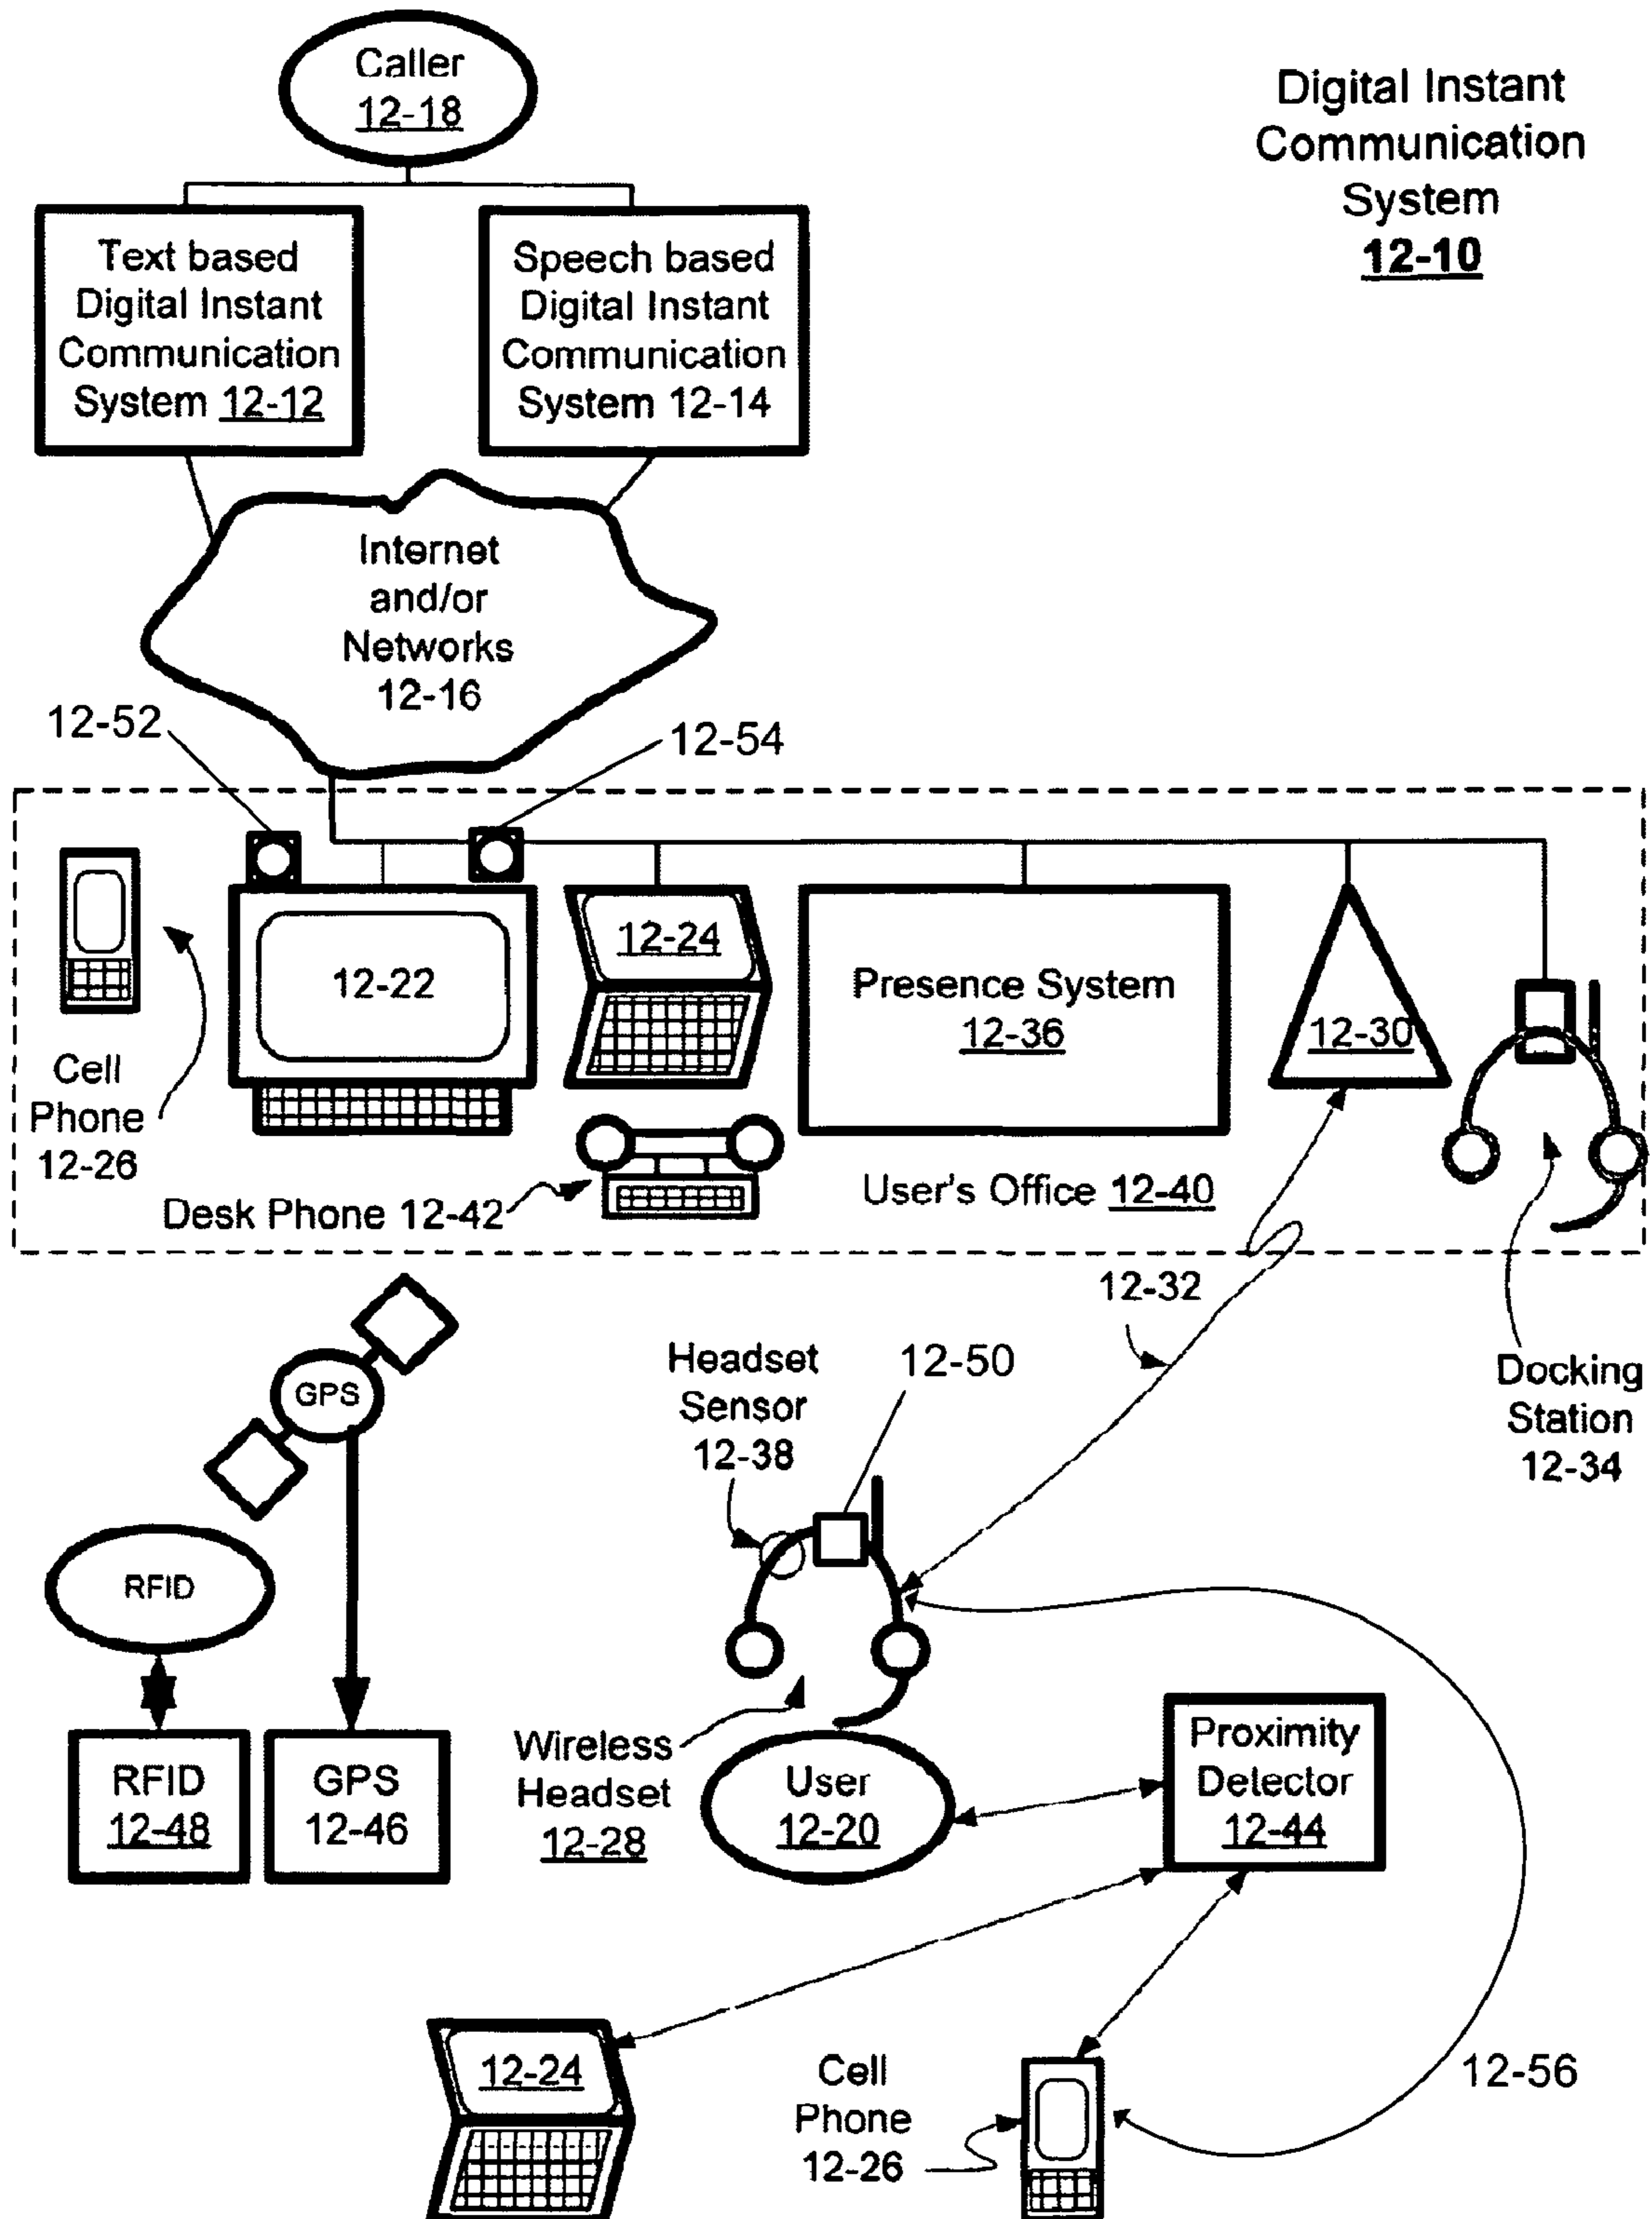 Caller
12-18
Digital Instant
Communication
System
12-10
Text based
Digital Instant
Communication
System 12-12
Speech based
Digital Instant
Communication
System 12-14
Internet
and/or
Networks
12-16
12-52
12-54
12-22
12-24
Presence System
12-36
12-30
Cell
Phone
12-26
Desk Phone 12-42
User's Office 12-40
12-32
Docking
Station
12-34
GPS
Headset
Sensor
12-38
12-50
RFID
RFID
12-48
GPS
12-46
Wireless
Headset
12-28
User
12-20
Proximity
Detector
12-44
12-24
Cell
Phone
12-26
12-56